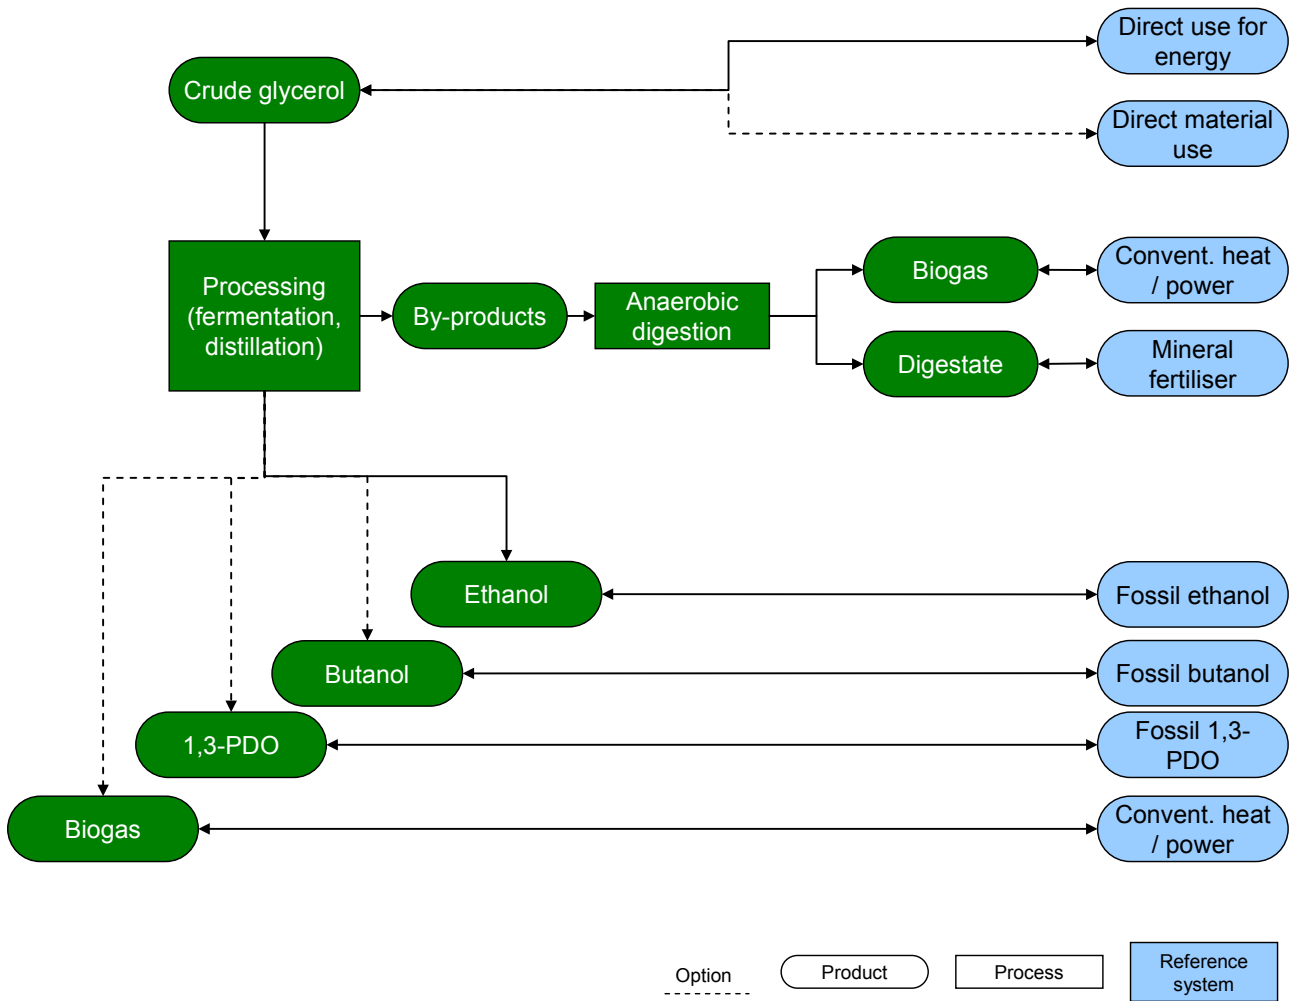 Direct use for
energy
Crude glycerol
Direct material
use
Processing
(fermentation,
distillation)
By-products
Anaerobic
digestion
Biogas
Convent. heat
/ power
Digestate
Mineral
fertiliser
Ethanol
Fossil ethanol
Butanol
Fossil butanol
1,3-PDO
Fossil 1,3-
PDO
Biogas
Convent. heat
/ power
Option
Product
Process
Reference
system